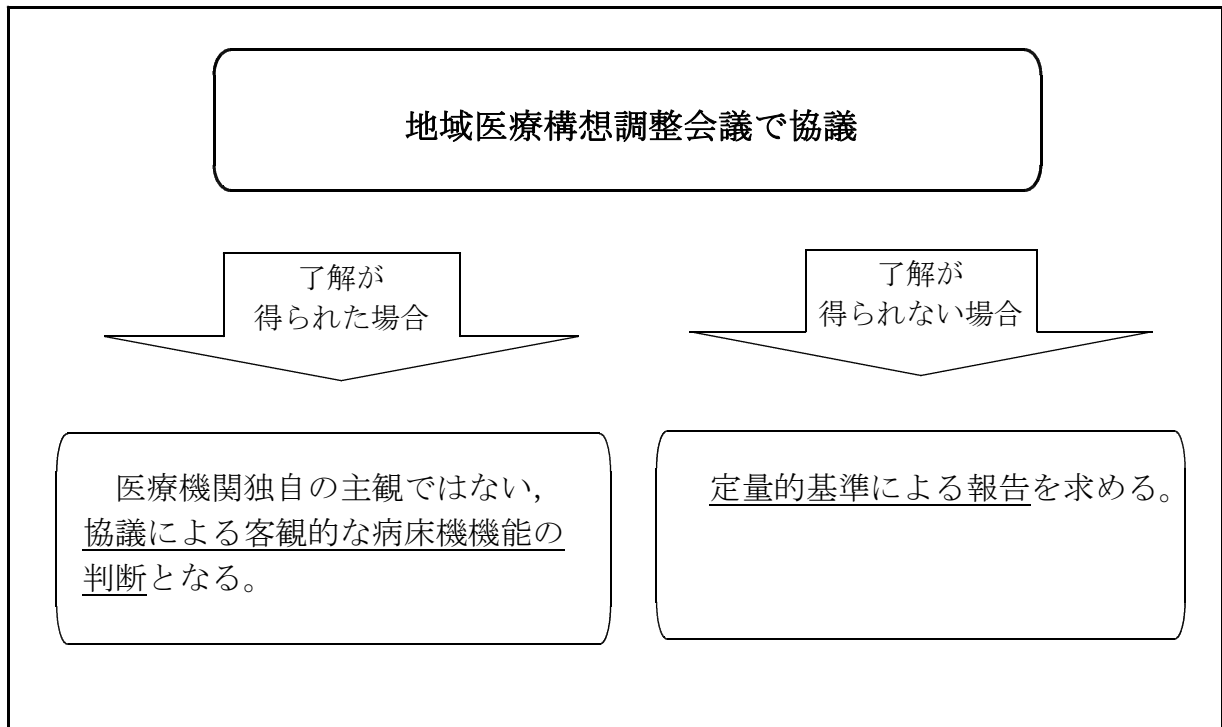 地域医療構想調整会議で協議
了解が
得られた場合
了解が
得られない場合
医療機関独自の主観ではない,
協議による客観的な病床機機能の
判断となる。
定量的基準による報告を求める。